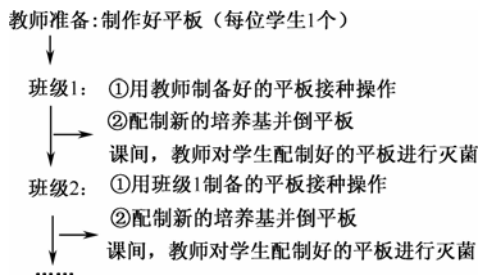 教师准备:制作好平板（每位学生1个）
班级1： ①用教师制备好的平板接种操作
②配制新的培养基并倒平板
课间，教师对学生配制好的平板进行灭菌
班级2： ①用班级1制备的平板接种操作
②配制新的培养基并倒平板
课间，教师对学生配制好的平板进行灭菌
……